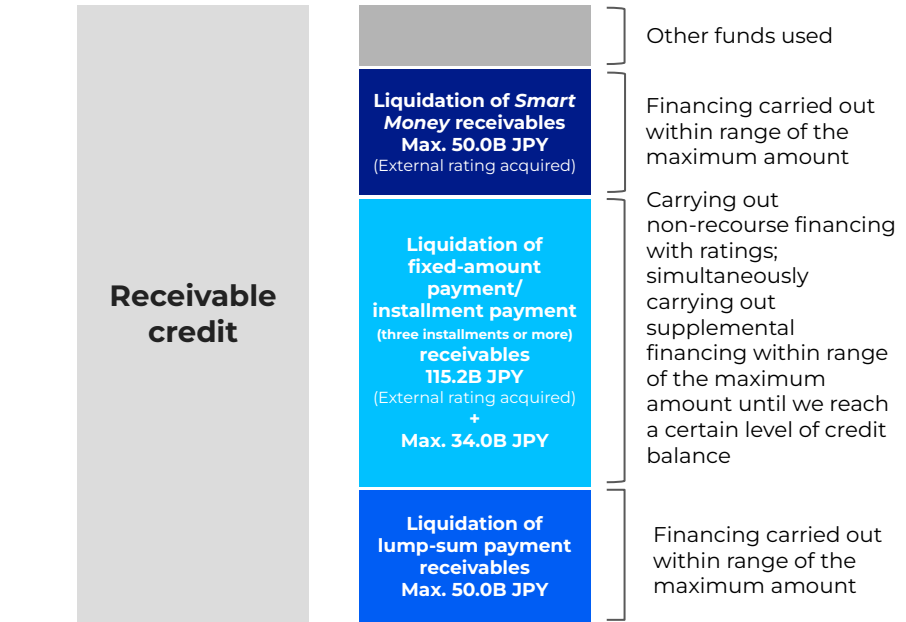 Receivable
credit
Other funds used
Liquidation of Smart
Money receivables
Max. 50.0B JPY
(External rating acquired)
Financing carried out
within range of the
maximum amount
Liquidation of
fixed-amount
payment/
installment payment
(three installments or more)
receivables
115.2B JPY
(External rating acquired)
+
Max. 34.0B JPY
Carrying out
non-recourse financing
with ratings;
simultaneously
carrying out
supplemental
financing within range
of the maximum
amount until we reach
a certain level of credit
balance
Liquidation of
lump-sum payment
receivables
Max. 50.0B JPY
Financing carried out
within range of the
maximum amount